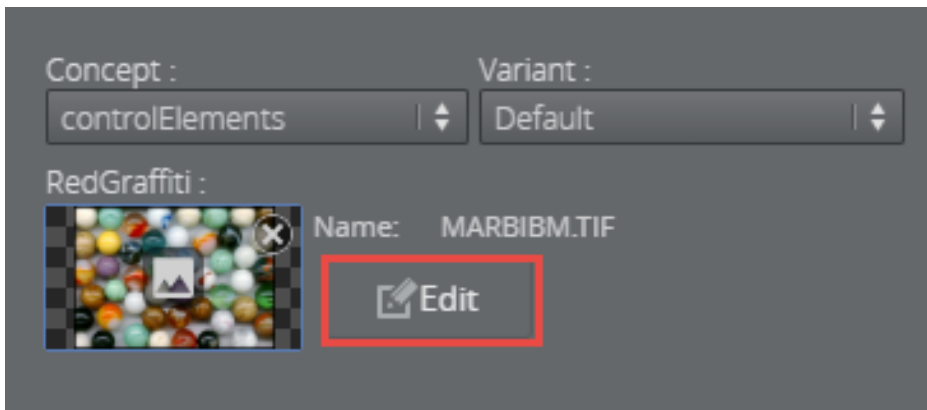 Concept : Variant :
controlElements Default
RedGraffiti :
Name: MARBIBM.TIF
Edit